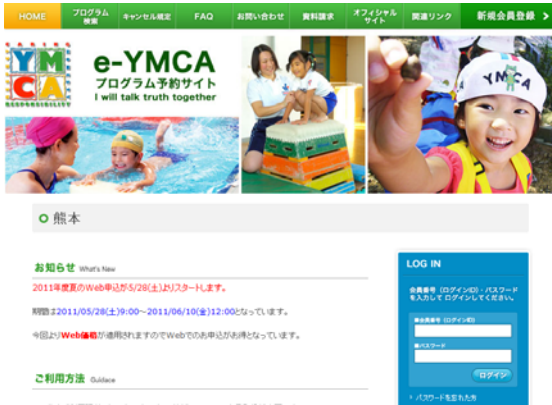 HOME
プログラム
検索
キャンセル規定
FAQ
お問い合わせ
資料請求
オフィシャル
サイト
関連リンク
新規会員登録
CARING
YMCA
RESPONSIBILITY
e-YMCA
プログラム予約サイト
I will talk truth together
YMCA
熊本
お知らせ What's New
2011年度夏のWeb申込が5/28(土)よりスタートします。
期間は2011/05/28(土)9:00～2011/06/10(金)12:00となっています。
今回よりWeb価格が適用されますのでWebでのお申込がお得となっています。
ご利用方法 Guidace
LOG IN
会員番号（ログインID）・パスワード
を入力して ログインしてください。
■会員番号（ログインID）
■パスワード
ログイン
パスワードを忘れた方